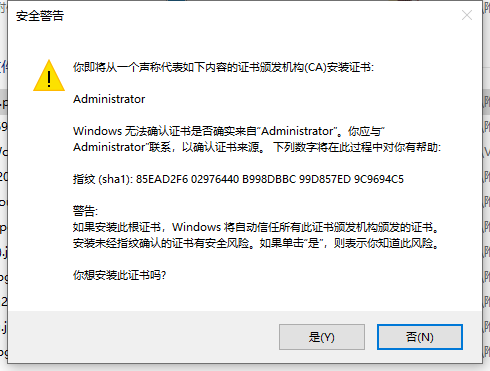 安全警告
你即将从一个声称代表如下内容的证书颁发机构(CA)安装证书:
Administrator
Windows 无法确认证书是否确实来自“Administrator”。你应与“
Administrator”联系，以确认证书来源。 下列数字将在此过程中对你有帮助:
指纹 (sha1): 85EAD2F6 02976440 B998DBBC 99D857ED 9C9694C5
警告:
如果安装此根证书，Windows 将自动信任所有此证书颁发机构颁发的证书。
安装未经指纹确认的证书有安全风险。如果单击“是”，则表示你知道此风险。
你想安装此证书吗?
是(Y)
否(N)